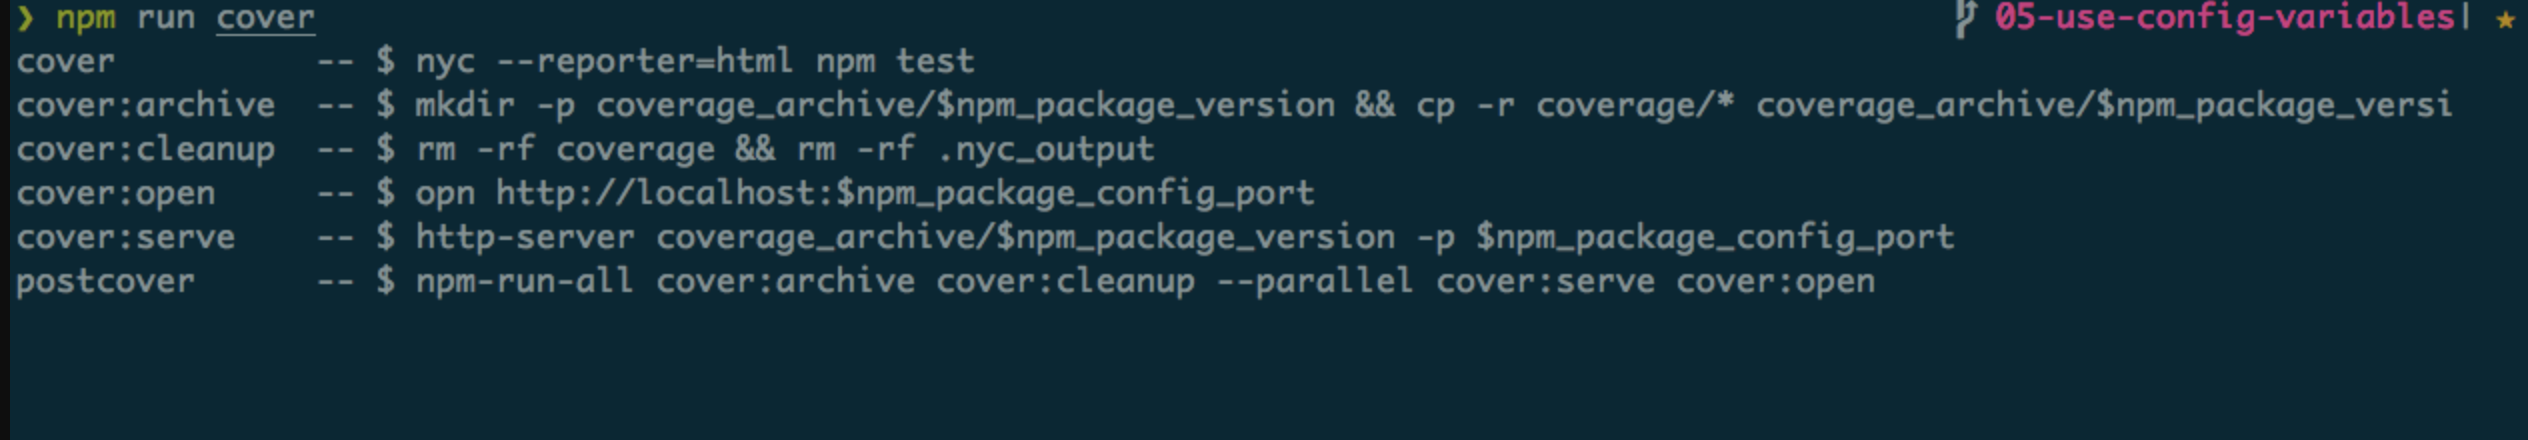 ❯ npm run cover 05-use-config-variables| ★
cover -- $ nyc --reporter=html npm test
cover:archive -- $ mkdir -p coverage_archive/$npm_package_version && cp -r coverage/* coverage_archive/$npm_package_versi
cover:cleanup -- $ rm -rf coverage && rm -rf .nyc_output
cover:open -- $ opn http://localhost:$npm_package_config_port
cover:serve -- $ http-server coverage_archive/$npm_package_version -p $npm_package_config_port
postcover -- $ npm-run-all cover:archive cover:cleanup --parallel cover:serve cover:open